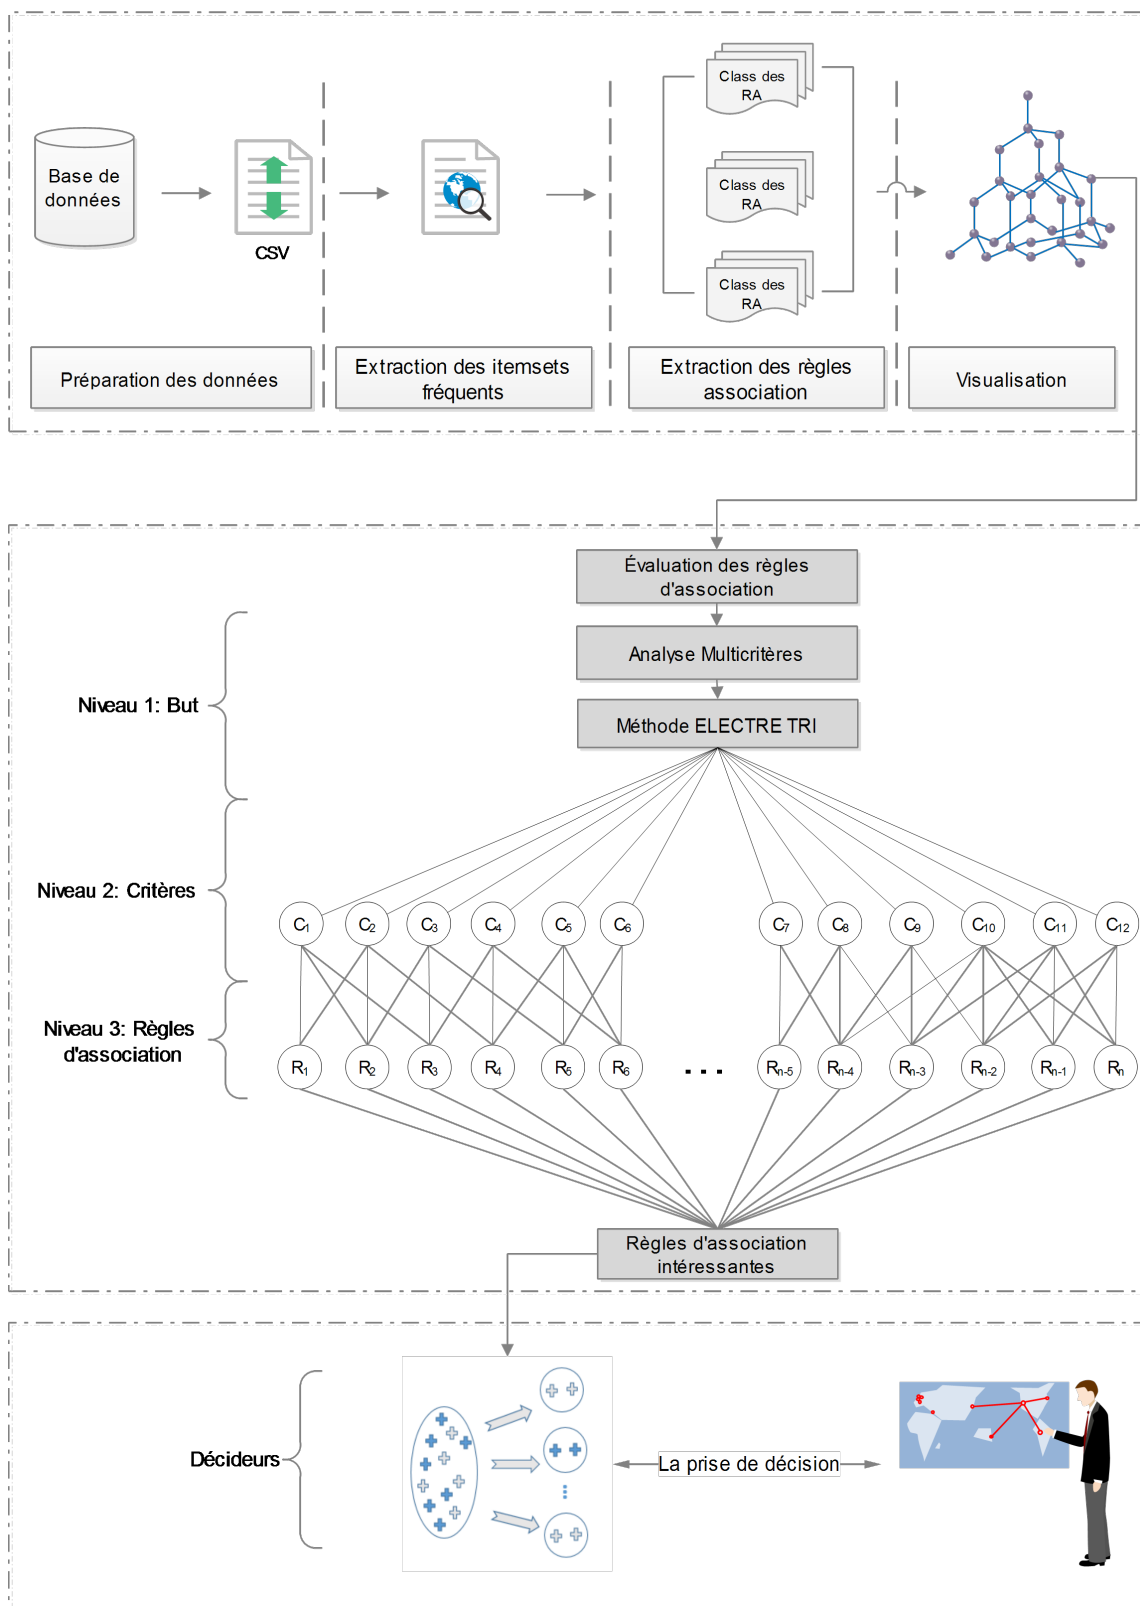 Base de
données
CSV
Class des
RA
Class des
RA
Class des
RA
Préparation des données
Extraction des itemsets
fréquents
Extraction des règles
association
Visualisation
Évaluation des règles
d'association
Analyse Multicritères
Méthode ELECTRE TRI
Niveau 1: But
Niveau 2: Critères
C1 C2 C3 C4 C5 C6 C7 C8 C9 C10 C11 C12
Niveau 3: Règles
d'association
R1 R2 R3 R4 R5 R6 ... Rn-5 Rn-4 Rn-3 Rn-2 Rn-1 Rn
Règles d'association
intéressantes
Décideurs
La prise de décision